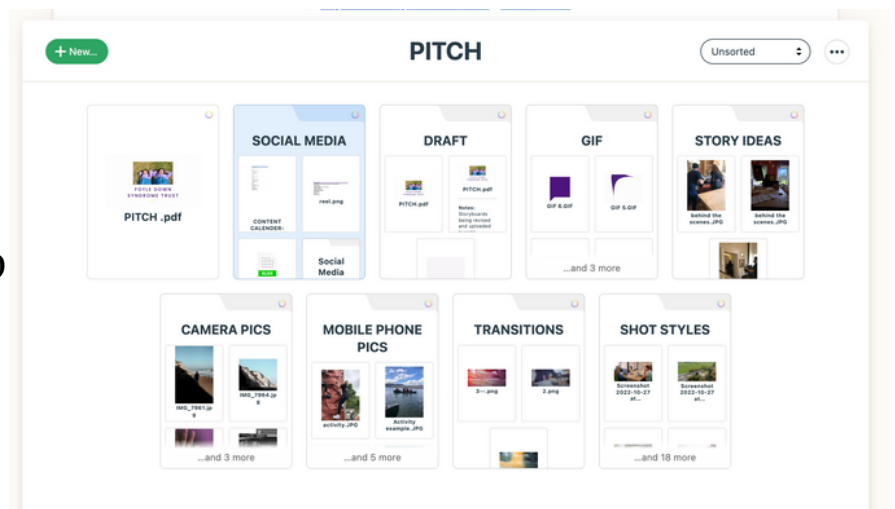 + New...
PITCH
Unsorted
FOYLE DOWN
SYNDROME TRUST
PITCH .pdf
SOCIAL MEDIA
reel.png
CONTENT
CALENDER-
XLSX
Social
Media
DRAFT
PITCH.pdf
PITCH.pdf
Notes:
Storyboards
being revised
and uploaded
GIF
GIF 6.GIF
GIF 5.GIF
...and 3 more
STORY IDEAS
behind the
scenes.JPG
behind the
scenes.JPG
CAMERA PICS
IMG_7961.jp
g
IMG_7964.jp
g
...and 3 more
MOBILE PHONE
PICS
activity.JPG
Activity
example.JPG
...and 5 more
TRANSITIONS
3--.png
2.png
SHOT STYLES
Screenshot
2022-10-27
at...
Screenshot
2022-10-27
at...
...and 18 more